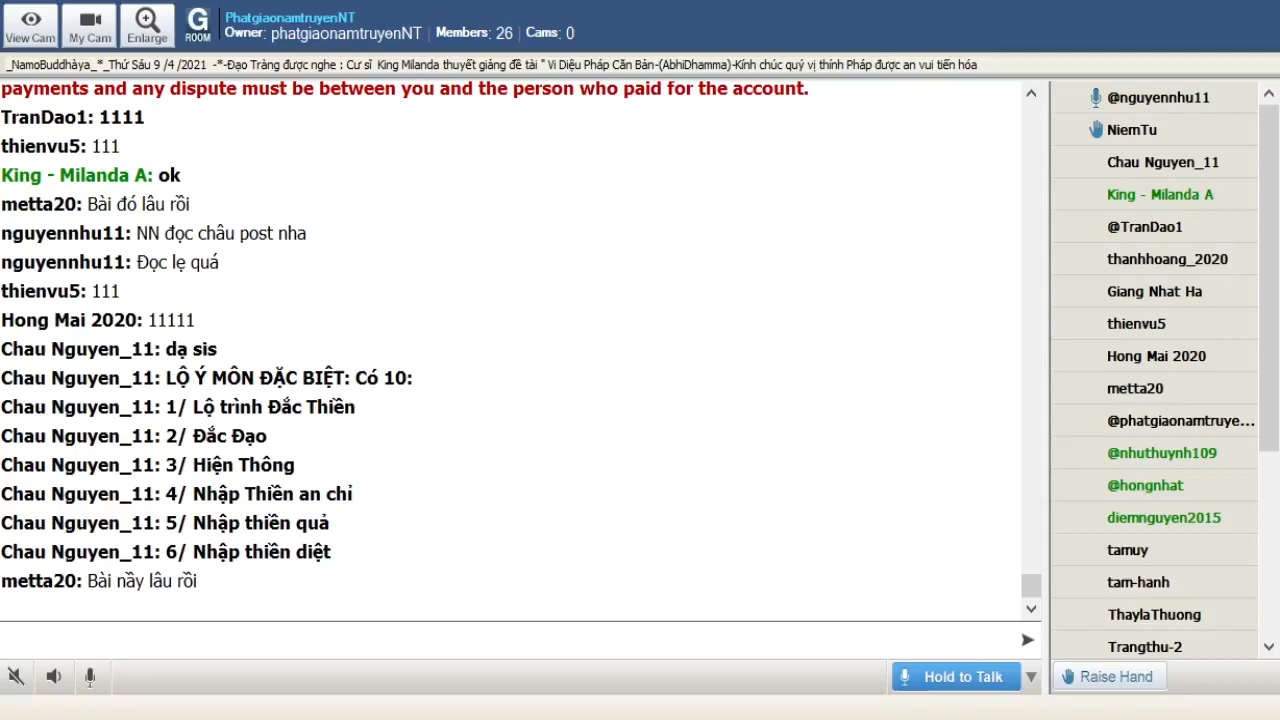 PhatgiaonamtruyenNT
Owner: phatgiaonamtruyenNT | Members: 26 | Cams: 0
View Cam
My Cam
Enlarge
G
ROOM
_NamoBuddhàya_*_Thứ Sáu 9 /4 /2021 -*-Đạo Tràng được nghe : Cư sĩ King Milanda thuyết giảng đề tài " Vi Diệu Pháp Căn Bản-(AbhiDhamma)-Kính chúc quý vị thính Pháp được an vui tiến hóa
payments and any dispute must be between you and the person who paid for the account.
TranDao1: 1111
thienvu5: 111
King - Milanda A: ok
metta20: Bài đó lâu rồi
nguyennhu11: NN đọc châu post nha
nguyennhu11: Đọc lẹ quá
thienvu5: 111
Hong Mai 2020: 11111
Chau Nguyen_11: dạ sis
Chau Nguyen_11: LỘ Ý MÔN ĐẶC BIỆT: Có 10:
Chau Nguyen_11: 1/ Lộ trình Đắc Thiền
Chau Nguyen_11: 2/ Đắc Đạo
Chau Nguyen_11: 3/ Hiện Thông
Chau Nguyen_11: 4/ Nhập Thiền an chỉ
Chau Nguyen_11: 5/ Nhập thiền quả
Chau Nguyen_11: 6/ Nhập thiền diệt
metta20: Bài nầy lâu rồi
@nguyennhu11
NiemTu
Chau Nguyen_11
King - Milanda A
@TranDao1
thanhhoang_2020
Giang Nhat Ha
thienvu5
Hong Mai 2020
metta20
@phatgiaonamtruye...
@nhuthuynh109
@hongnhat
diemnguyen2015
tamuy
tam-hanh
ThaylaThuong
Trangthu-2
Hold to Talk
Raise Hand